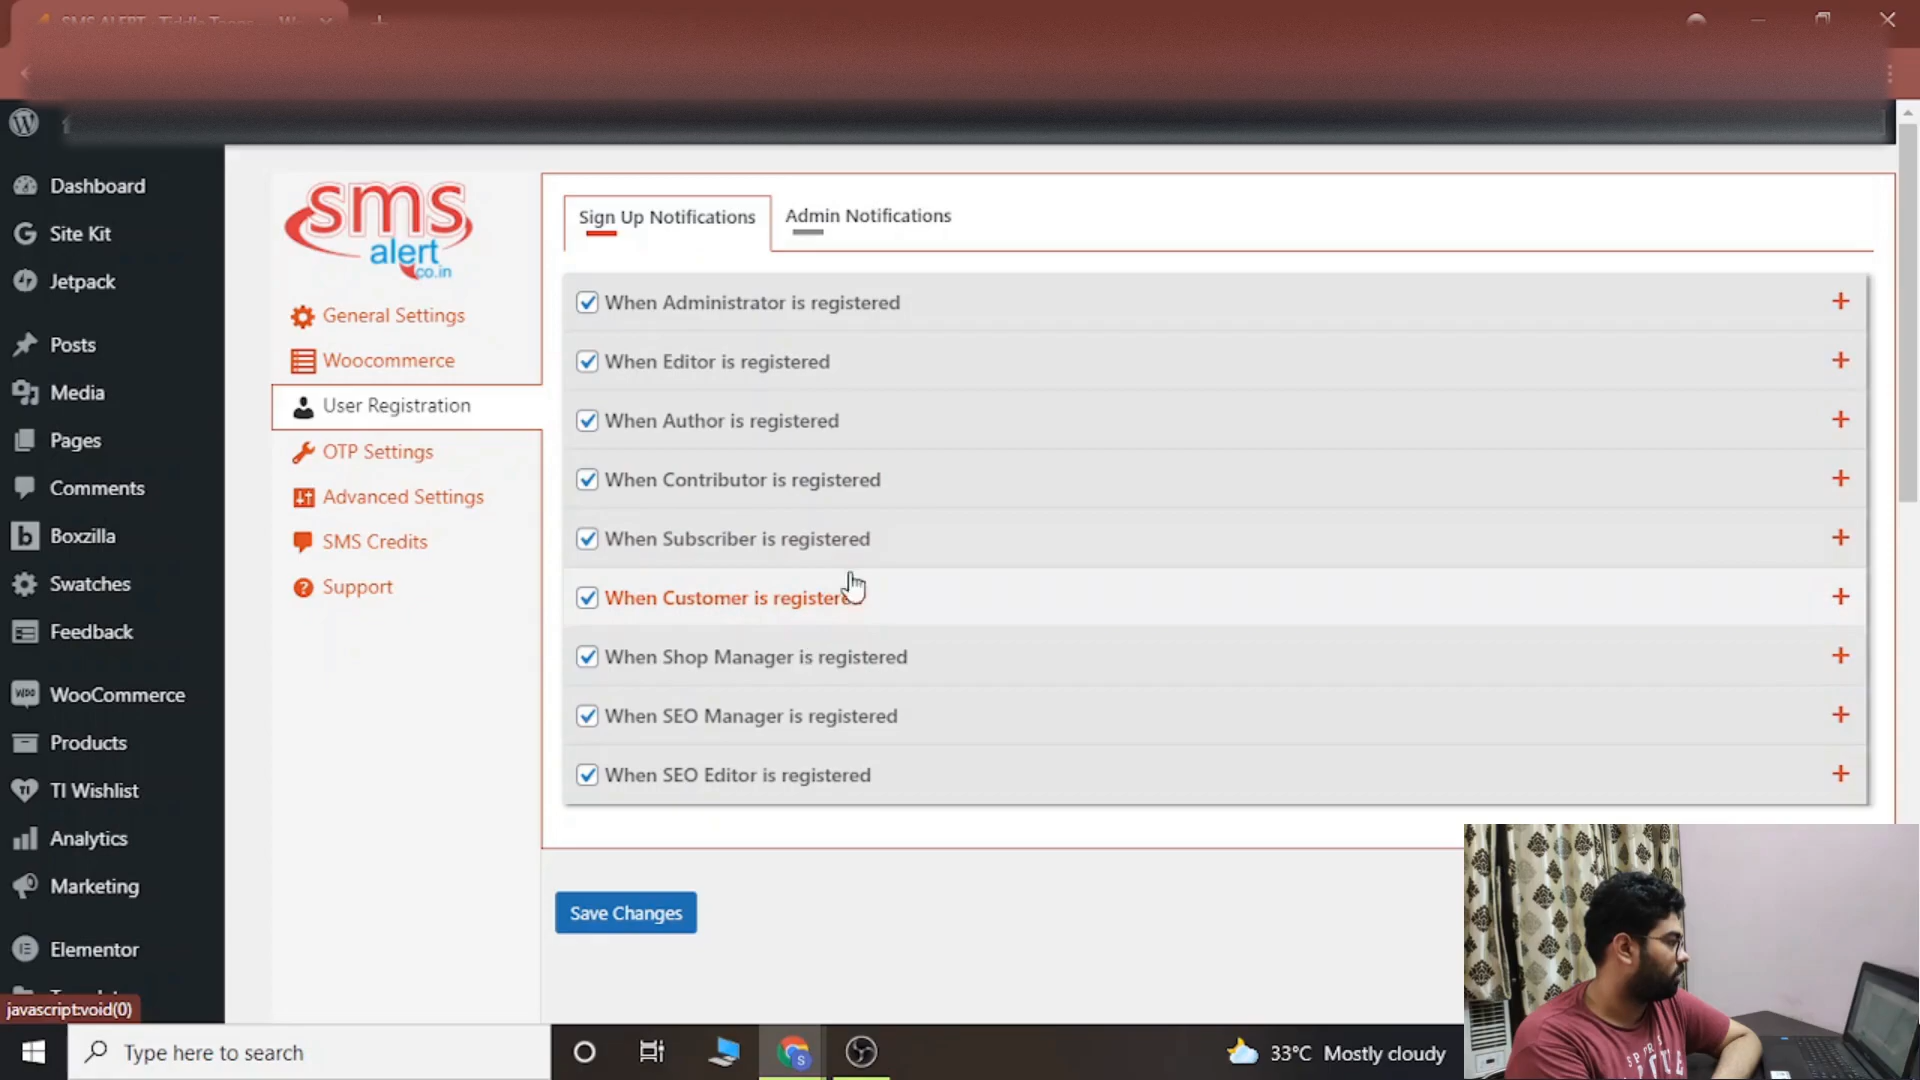 SMS ALERT - Tiddle Toons
Dashboard
Site Kit
Jetpack
Posts
Media
Pages
Comments
Boxzilla
Swatches
Feedback
WooCommerce
Products
TI Wishlist
Analytics
Marketing
Elementor
javascript:void(0)
sms
alert
co.in
General Settings
Woocommerce
User Registration
OTP Settings
Advanced Settings
SMS Credits
Support
Sign Up Notifications
Admin Notifications
When Administrator is registered
When Editor is registered
When Author is registered
When Contributor is registered
When Subscriber is registered
When Customer is registered
When Shop Manager is registered
When SEO Manager is registered
When SEO Editor is registered
Save Changes
Type here to search
33°C Mostly cloudy